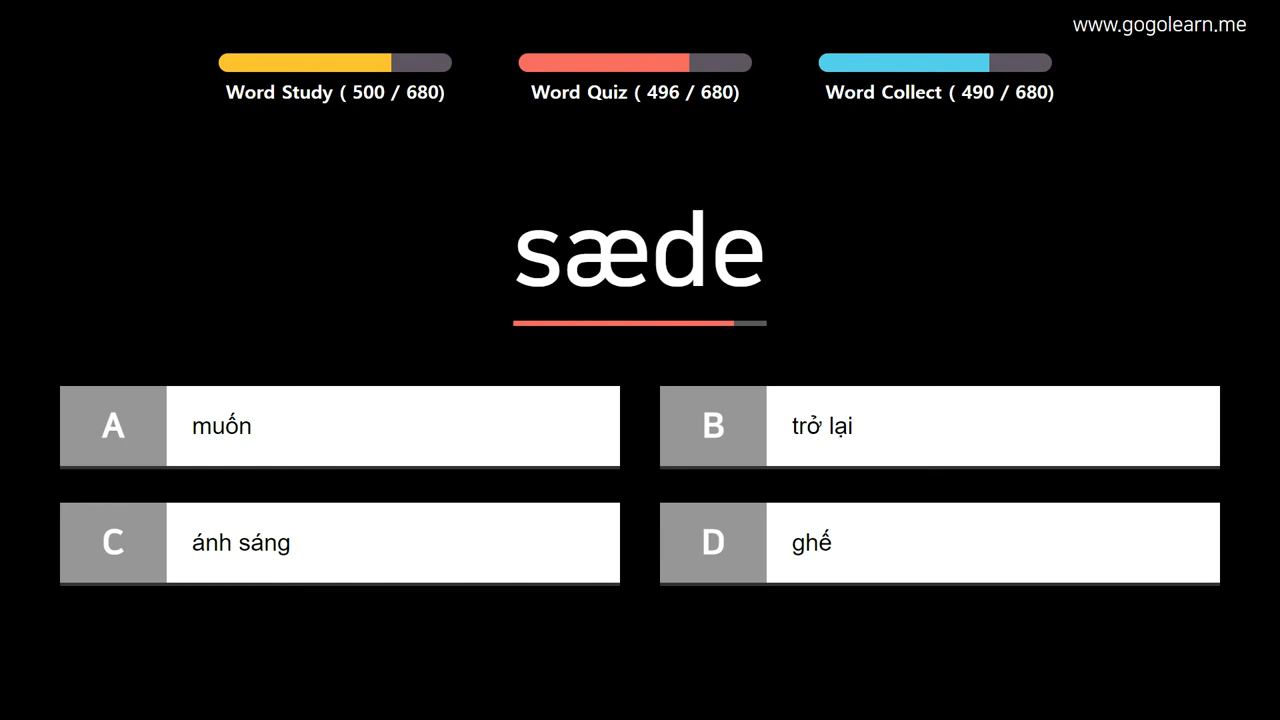 www.gogolearn.me
Word Study ( 500 / 680)
Word Quiz ( 496 / 680)
Word Collect ( 490 / 680)
sæde
A muốn
B trở lại
C ánh sáng
D ghế